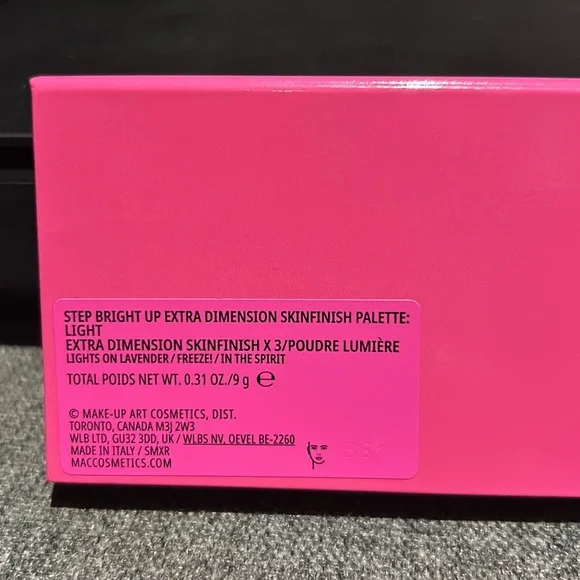 STEP BRIGHT UP EXTRA DIMENSION SKINFINISH PALETTE:
LIGHT
EXTRA DIMENSION SKINFINISH X 3/POUDRE LUMIÈRE
LIGHTS ON LAVENDER / FREEZE! / IN THE SPIRIT
TOTAL POIDS NET WT. 0.31 OZ./9 g ℮
© MAKE-UP ART COSMETICS, DIST.
TORONTO, CANADA M3J 2W3
WLB LTD, GU32 3DD, UK / WLBS NV, OEVEL BE-2260
MADE IN ITALY / SMXR
MACCOSMETICS.COM